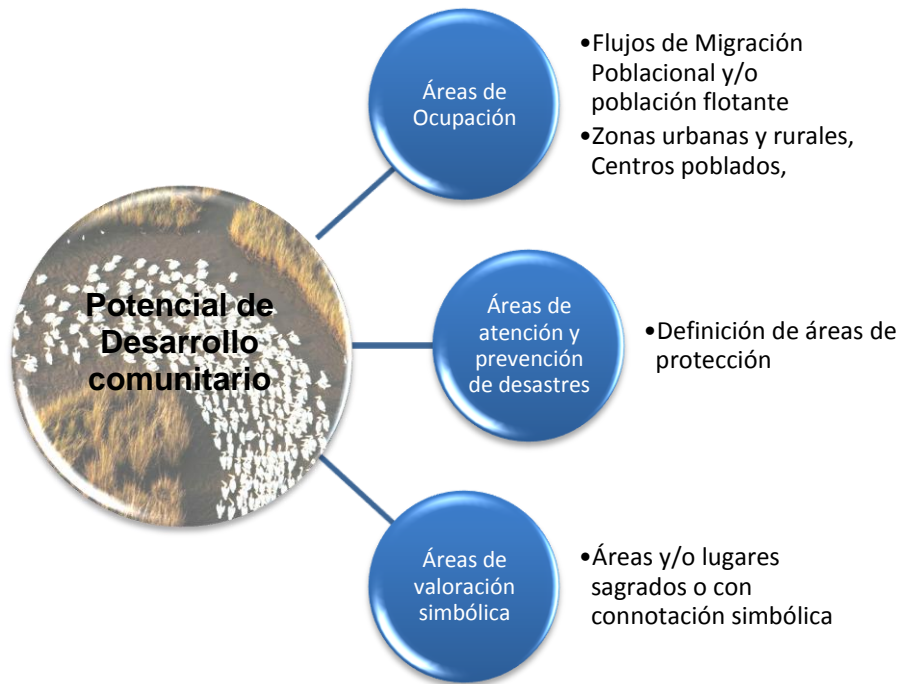 Potencial de
Desarrollo
comunitario
Áreas de
Ocupación
•Flujos de Migración
Poblacional y/o
población flotante
•Zonas urbanas y rurales,
Centros poblados,
Áreas de
atención y
prevención
de desastres
•Definición de áreas de
protección
Áreas de
valoración
simbólica
•Áreas y/o lugares
sagrados o con
connotación simbólica